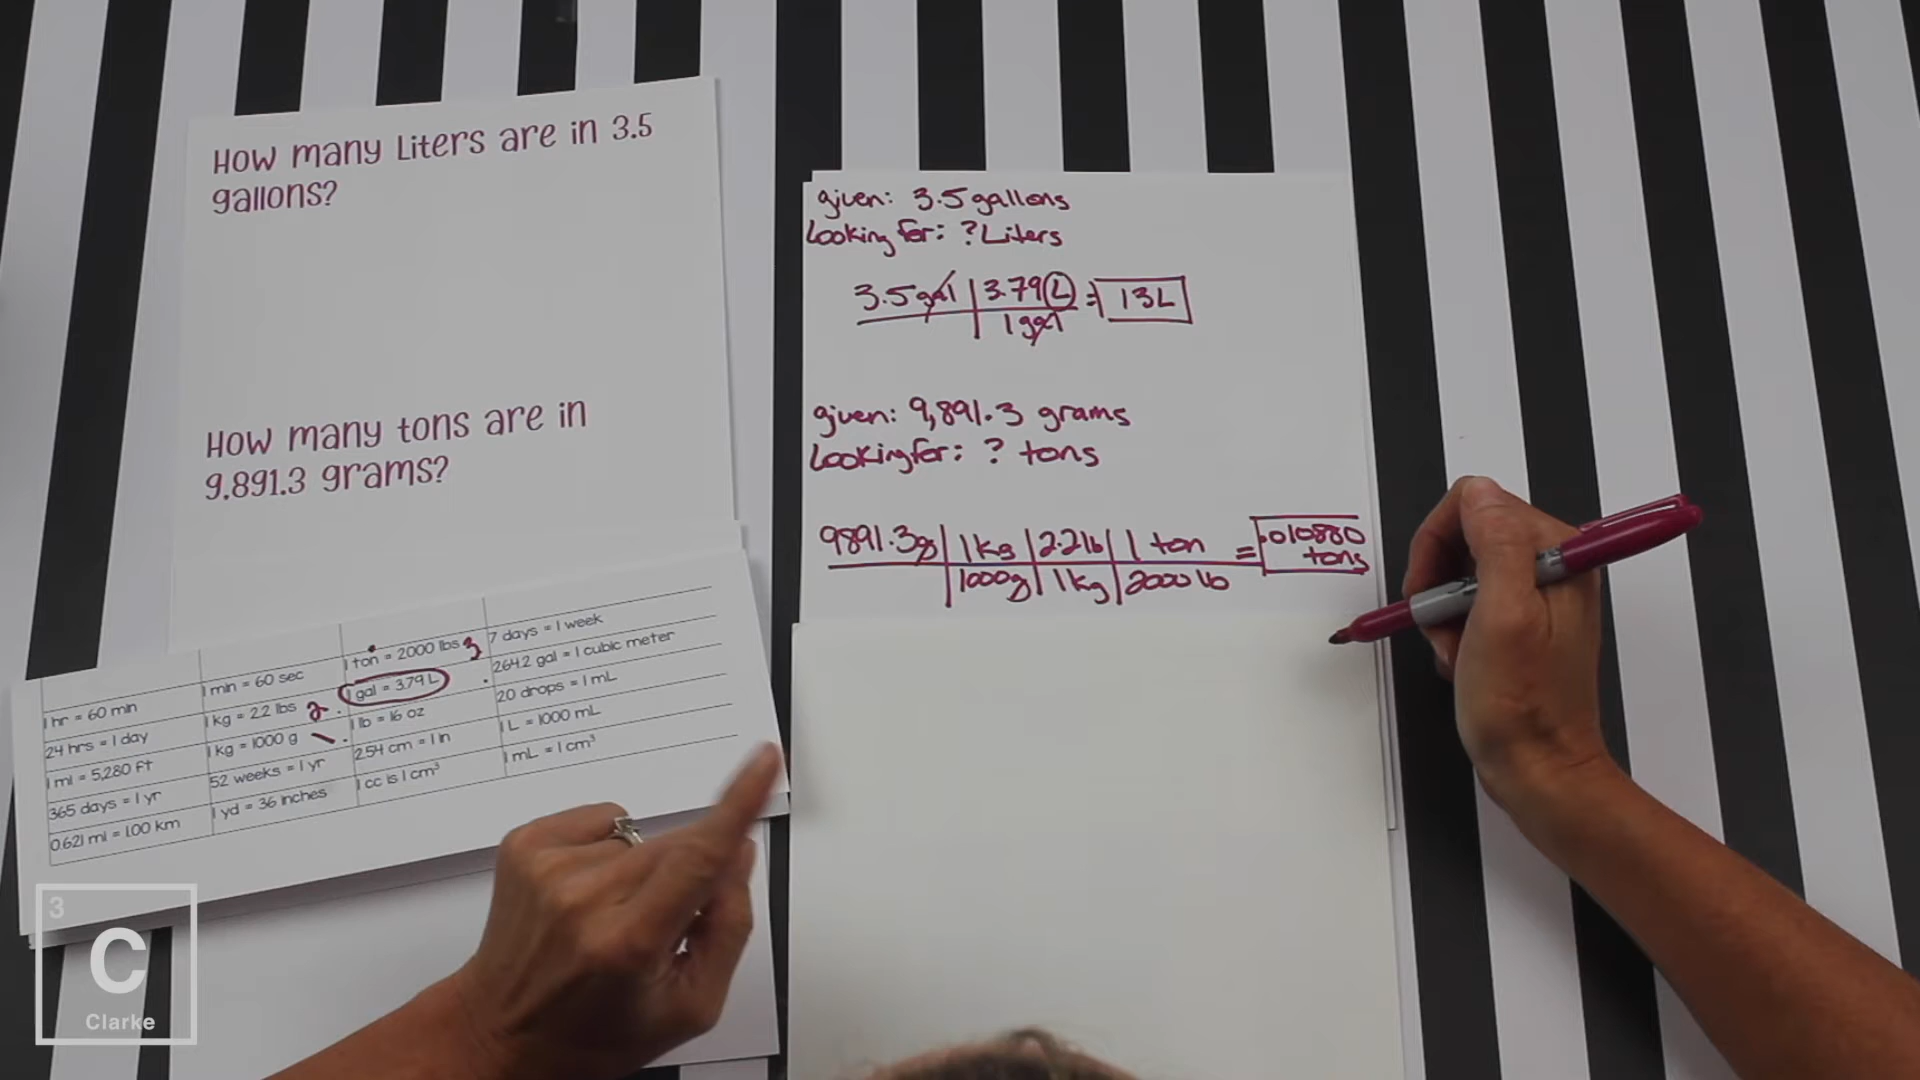 How many Liters are in 3.5
gallons?
How many tons are in
9,891.3 grams?
given: 3.5 gallons
Looking for: ? Liters
3.5 gal | 3.79 L = 13L
1 gal
given: 9,891.3 grams
Looking for: ? tons
9891.3g | 1kg | 2.2lb | 1 ton = .010880
tons
1000g | 1kg | 2000 lb
1 hr = 60 min
24 hrs = 1 day
1 mi = 5,280 ft
365 days = 1 yr
0.621 mi = 1.00 km
1 min = 60 sec
1 kg = 2.2 lbs 2
1 kg = 1000 g
52 weeks = 1 yr
1 yd = 36 inches
1 ton = 2000 lbs 3
1 gal = 3.79 L
1 lb = 16 oz
2.54 cm = 1 in
1 cc is 1 cm³
7 days = 1 week
264.2 gal = 1 cubic meter
20 drops = 1 mL
1 L = 1000 mL
1 mL = 1 cm³
3
C
Clarke